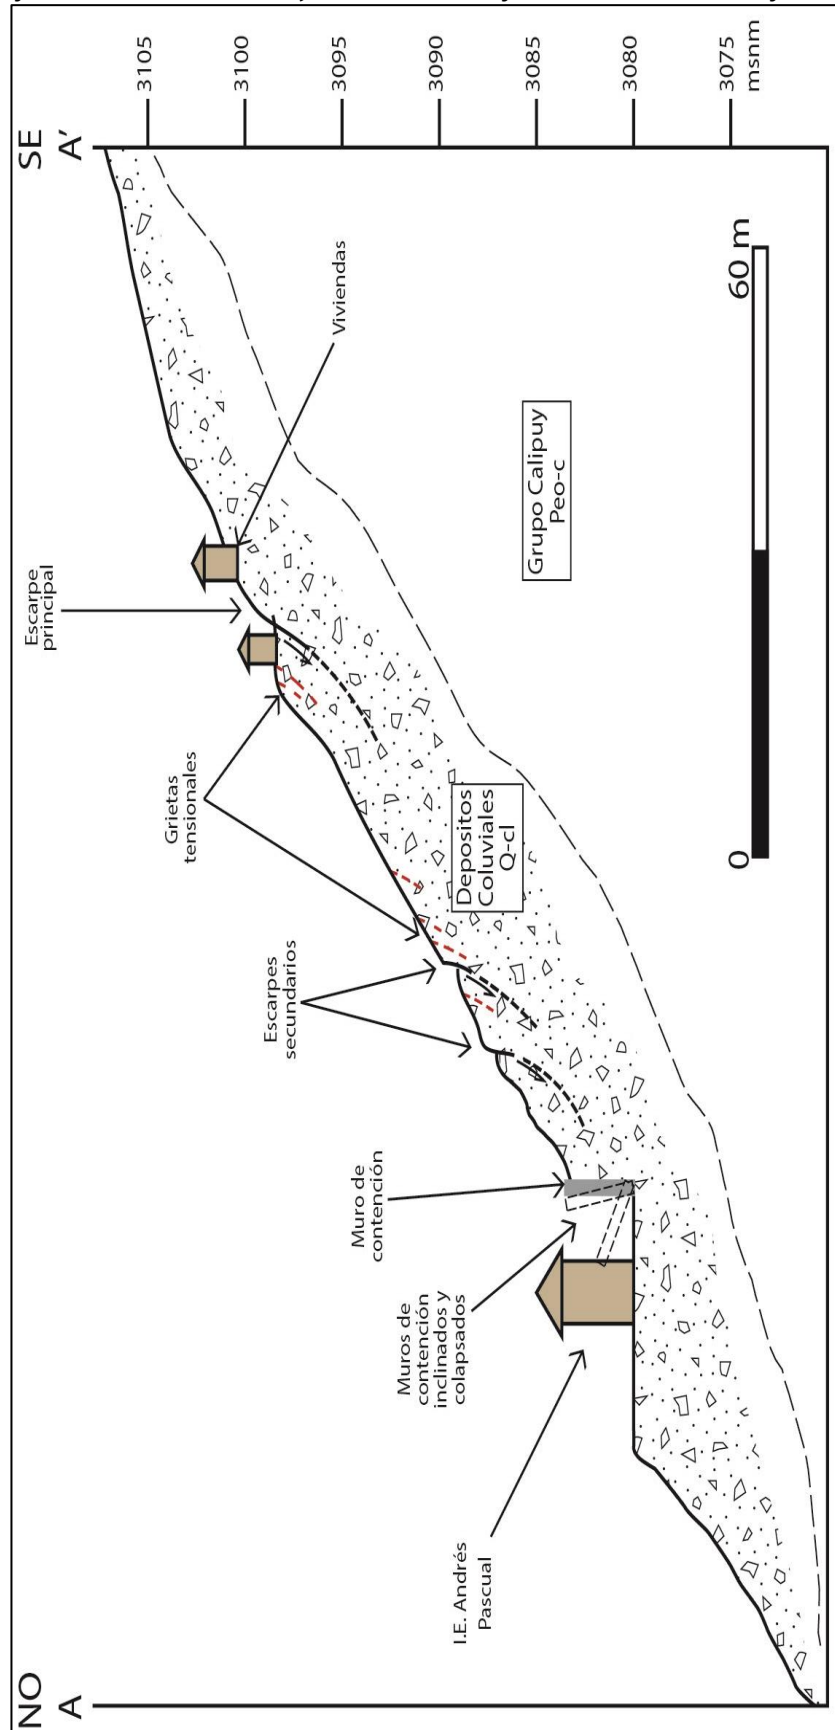 NO
A
SE
A’
3105
3100
3095
3090
3085
3080
3075
msnm
Escarpe
principal
Viviendas
Grietas
tensionales
Escarpes
secundarios
Muro de
contención
Muros de
contención
inclinados y
colapsados
I.E. Andrés
Pascual
Depositos
Coluviales
Q-cl
Grupo Calipuy
Peo-c
0
60 m